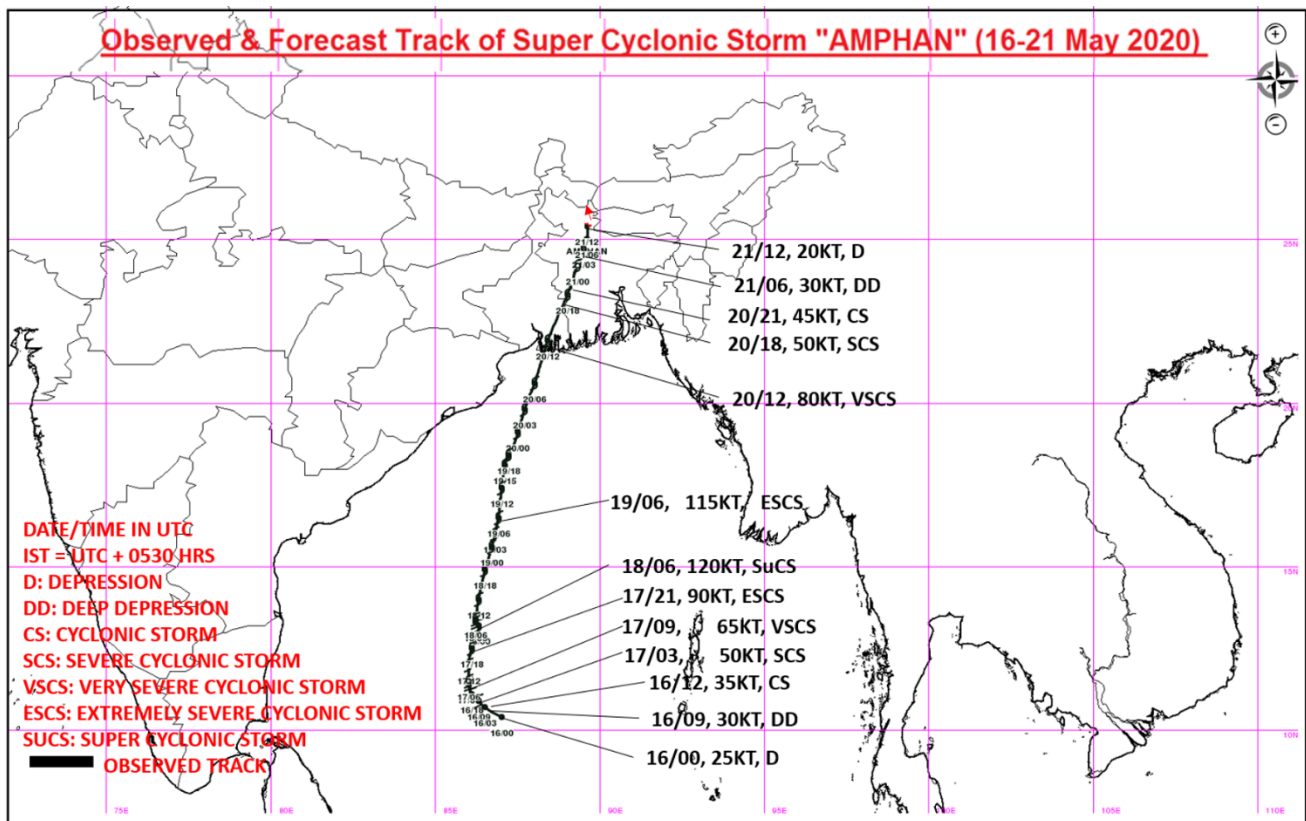 Observed & Forecast Track of Super Cyclonic Storm "AMPHAN" (16-21 May 2020)
21/12
AMPHAN
21/06
21/03
21/00
20/18
20/12
20/06
20/03
20/00
19/18
19/15
19/12
19/06
19/03
19/00
18/18
18/12
18/06
17/18
17/12
17/06
16/18
16/09
16/03
16/00
21/12, 20KT, D
21/06, 30KT, DD
20/21, 45KT, CS
20/18, 50KT, SCS
20/12, 80KT, VSCS
19/06, 115KT, ESCS
18/06, 120KT, SuCS
17/21, 90KT, ESCS
17/09, 65KT, VSCS
17/03, 50KT, SCS
16/12, 35KT, CS
16/09, 30KT, DD
16/00, 25KT, D
DATE/TIME IN UTC
IST = UTC + 0530 HRS
D: DEPRESSION
DD: DEEP DEPRESSION
CS: CYCLONIC STORM
SCS: SEVERE CYCLONIC STORM
VSCS: VERY SEVERE CYCLONIC STORM
ESCS: EXTREMELY SEVERE CYCLONIC STORM
SUCS: SUPER CYCLONIC STORM
OBSERVED TRACK
25N
20N
15N
10N
75E
80E
85E
90E
95E
100E
105E
110E